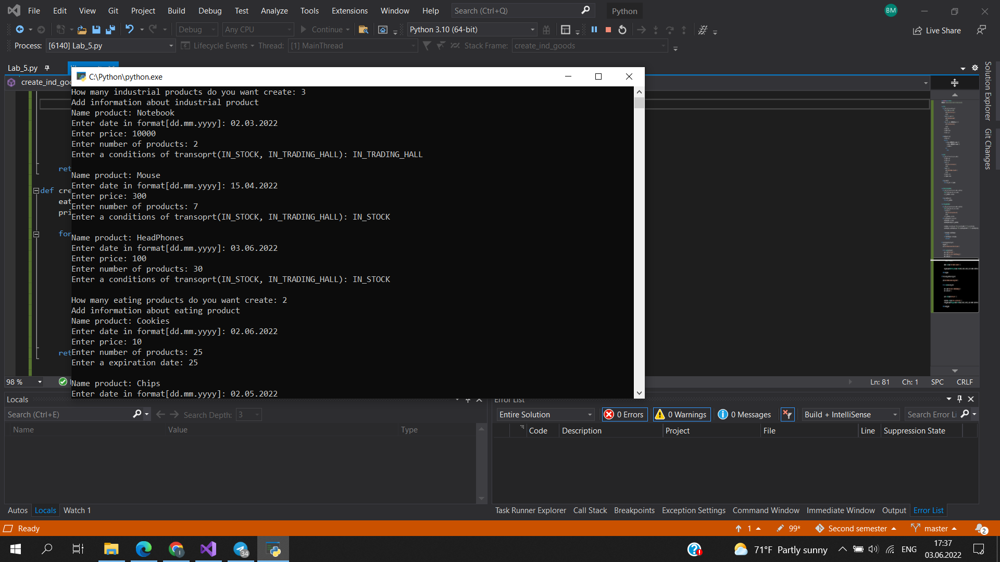 File Edit View Git Project Build Debug Test Analyze Tools Extensions Window Help Search (Ctrl+Q) Python BM
Debug Any CPU Continue Python 3.10 (64-bit) Live Share
Process: [6140] Lab_5.py Lifecycle Events Thread: [1] MainThread Stack Frame: create_ind_goods
Lab_5.py
create_ind_goo
C:\Python\python.exe
How many industrial products do you want create: 3
Add information about industrial product
Name product: Notebook
Enter date in format[dd.mm.yyyy]: 02.03.2022
Enter price: 10000
Enter number of products: 2
Enter a conditions of transoprt(IN_STOCK, IN_TRADING_HALL): IN_TRADING_HALL
Name product: Mouse
Enter date in format[dd.mm.yyyy]: 15.04.2022
Enter price: 300
Enter number of products: 7
Enter a conditions of transoprt(IN_STOCK, IN_TRADING_HALL): IN_STOCK
Name product: HeadPhones
Enter date in format[dd.mm.yyyy]: 03.06.2022
Enter price: 100
Enter number of products: 30
Enter a conditions of transoprt(IN_STOCK, IN_TRADING_HALL): IN_STOCK
How many eating products do you want create: 2
Add information about eating product
Name product: Cookies
Enter date in format[dd.mm.yyyy]: 02.06.2022
Enter price: 10
Enter number of products: 25
Enter a expiration date: 25
Name product: Chips
Enter date in format[dd.mm.yyyy]: 02.05.2022
ret
def cre
eat
pri
for
ret
Solution Explorer
Git Changes
98 % Ln: 81 Ch: 1 SPC CRLF
Locals
Search (Ctrl+E) Search Depth: 3
Name Value Type
Autos Locals Watch 1
Error List
Entire Solution 0 Errors 0 Warnings 0 Messages Build + IntelliSense Search Error Li
Code Description Project File Line Suppression State
Task Runner Explorer Call Stack Breakpoints Exception Settings Command Window Immediate Window Output Error List
Ready 1 99* Second semester master 2
34 71°F Partly sunny ENG 17:37
03.06.2022